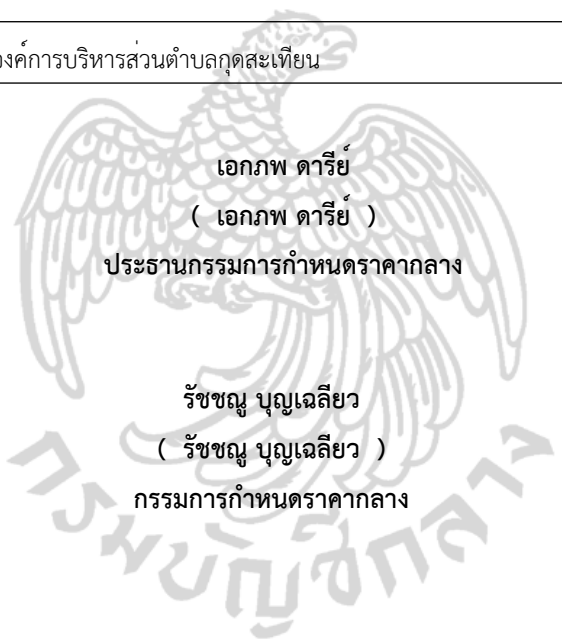 องค์การบริหารส่วนตำบลกุดสะเทียน
เอกภพ ดารีย์
( เอกภพ ดารีย์ )
ประธานกรรมการกำหนดราคากลาง
รัชชณู บุญเฉลียว
( รัชชณู บุญเฉลียว )
กรรมการกำหนดราคากลาง
กรมบัญชีกลาง